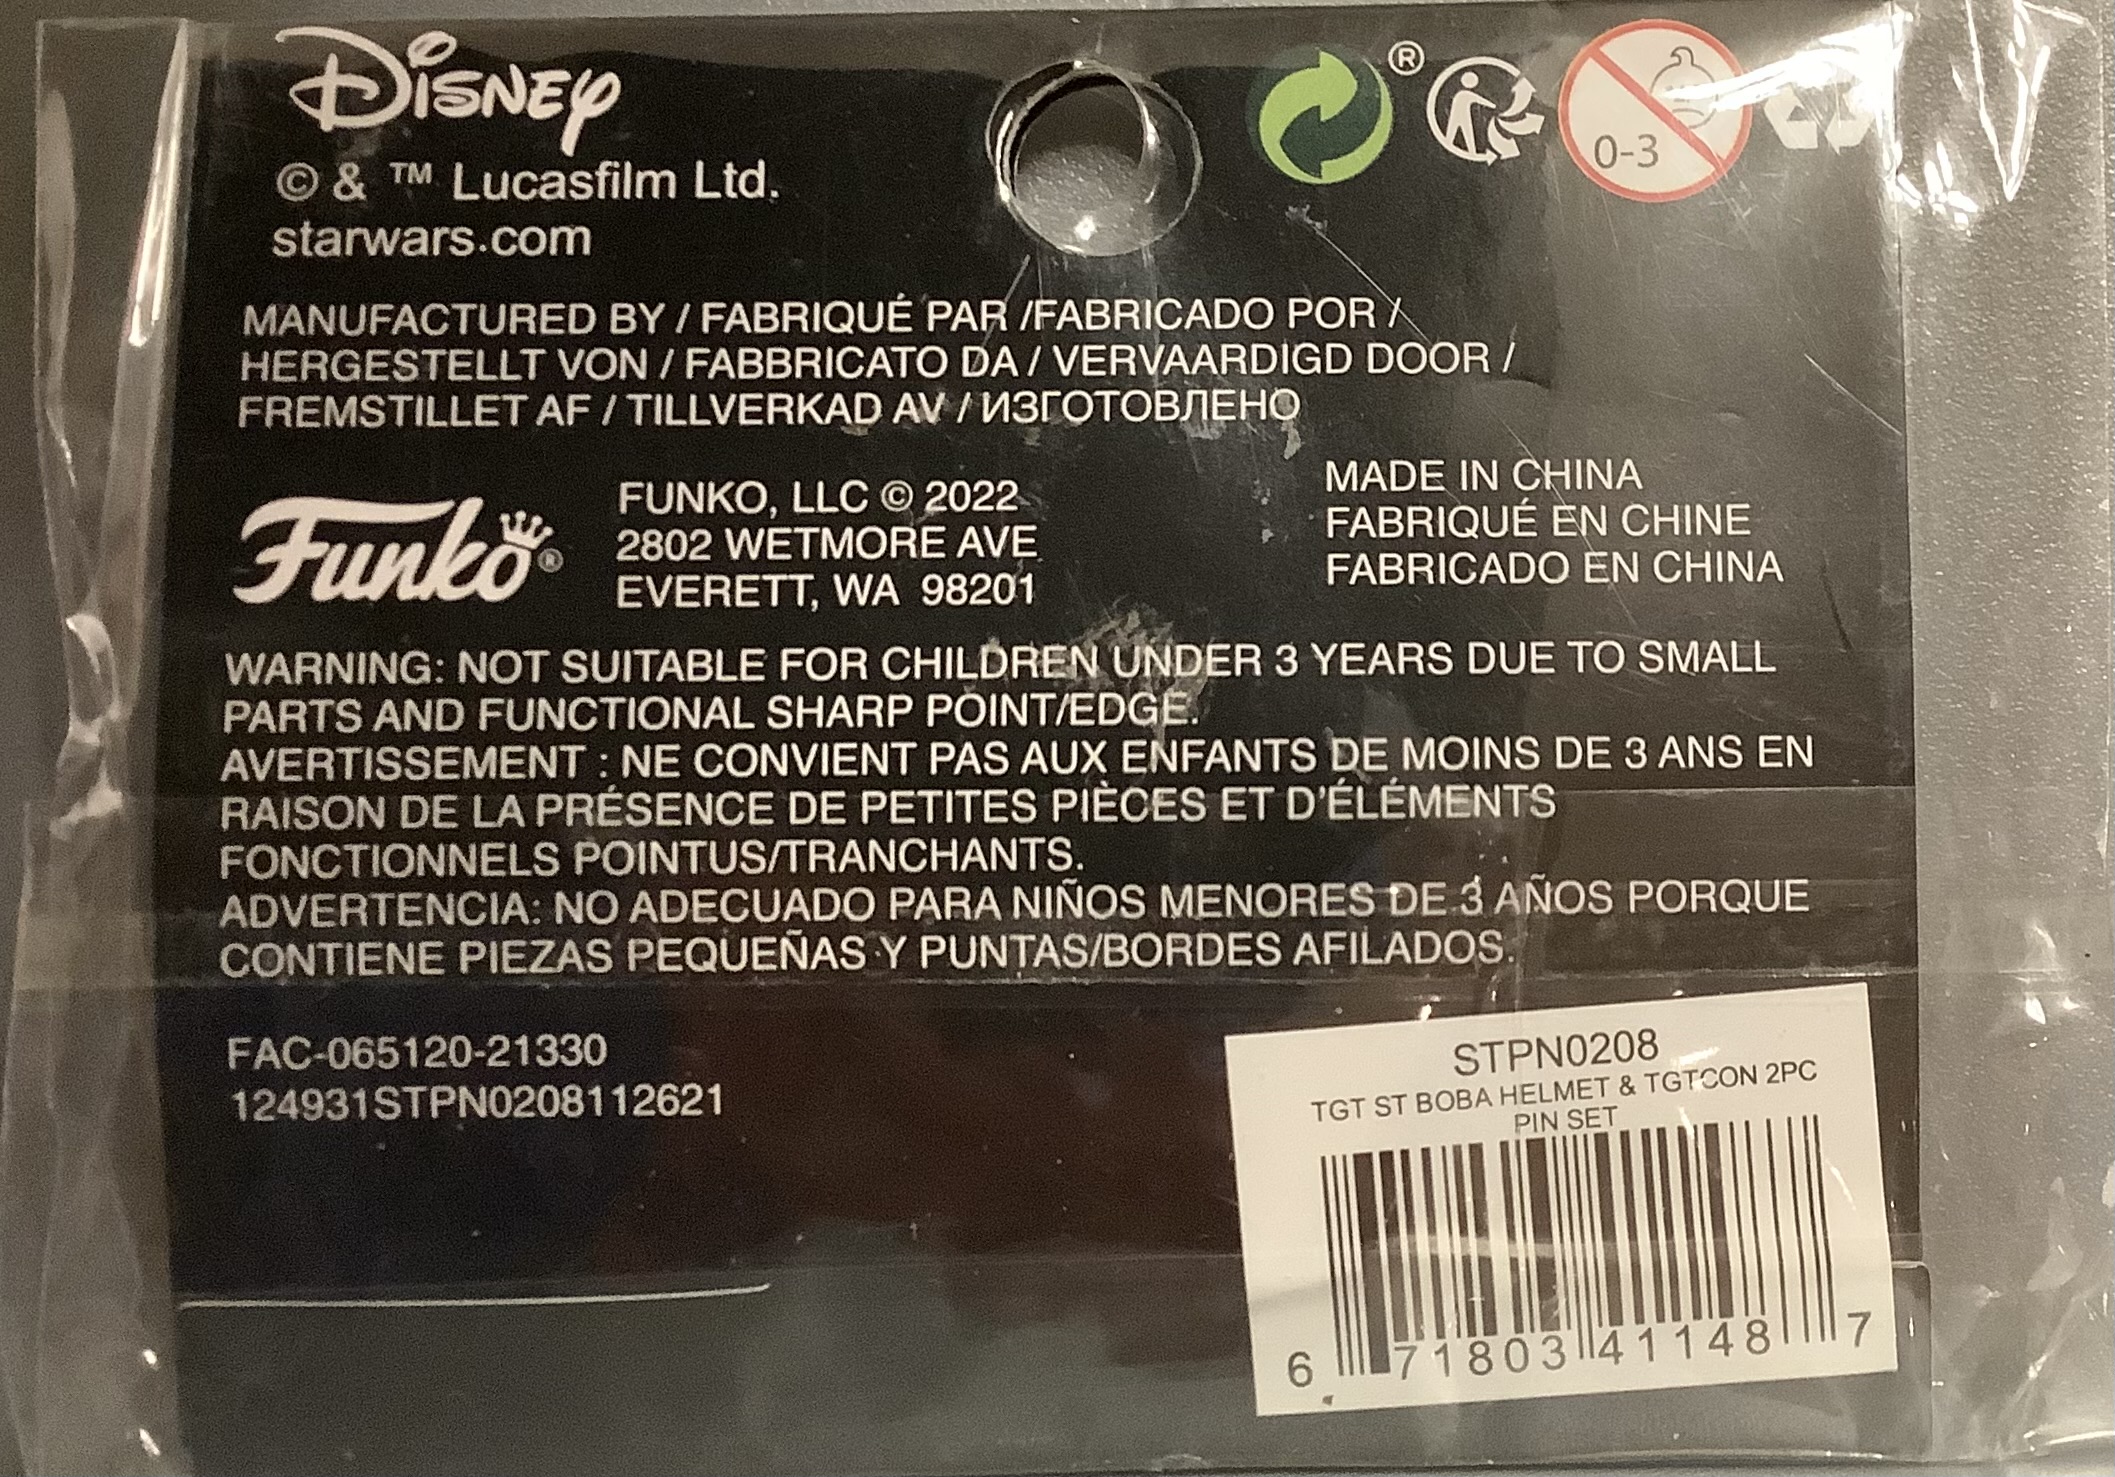 Disney
© & ™ Lucasfilm Ltd.
starwars.com
®
0-3
MANUFACTURED BY / FABRIQUÉ PAR /FABRICADO POR /
HERGESTELLT VON / FABBRICATO DA / VERVAARDIGD DOOR /
FREMSTILLET AF / TILLVERKAD AV / ИЗГОТОВЛЕНО
Funko®
FUNKO, LLC © 2022
2802 WETMORE AVE
EVERETT, WA 98201
MADE IN CHINA
FABRIQUÉ EN CHINE
FABRICADO EN CHINA
WARNING: NOT SUITABLE FOR CHILDREN UNDER 3 YEARS DUE TO SMALL
PARTS AND FUNCTIONAL SHARP POINT/EDGE.
AVERTISSEMENT : NE CONVIENT PAS AUX ENFANTS DE MOINS DE 3 ANS EN
RAISON DE LA PRÉSENCE DE PETITES PIÈCES ET D'ÉLÉMENTS
FONCTIONNELS POINTUS/TRANCHANTS.
ADVERTENCIA: NO ADECUADO PARA NIÑOS MENORES DE 3 AÑOS PORQUE
CONTIENE PIEZAS PEQUEÑAS Y PUNTAS/BORDES AFILADOS.
FAC-065120-21330
124931STPN0208112621
STPN0208
TGT ST BOBA HELMET & TGTCON 2PC
PIN SET
6 71803 41148 7